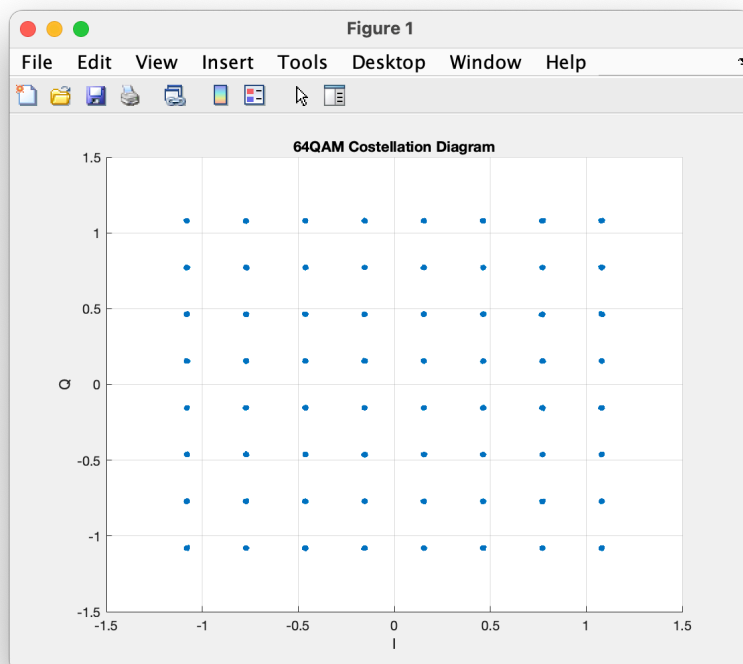 Figure 1
File Edit View Insert Tools Desktop Window Help
64QAM Costellation Diagram
1.5
1
0.5
0
-0.5
-1
-1.5
Q
-1.5 -1 -0.5 0 0.5 1 1.5
I